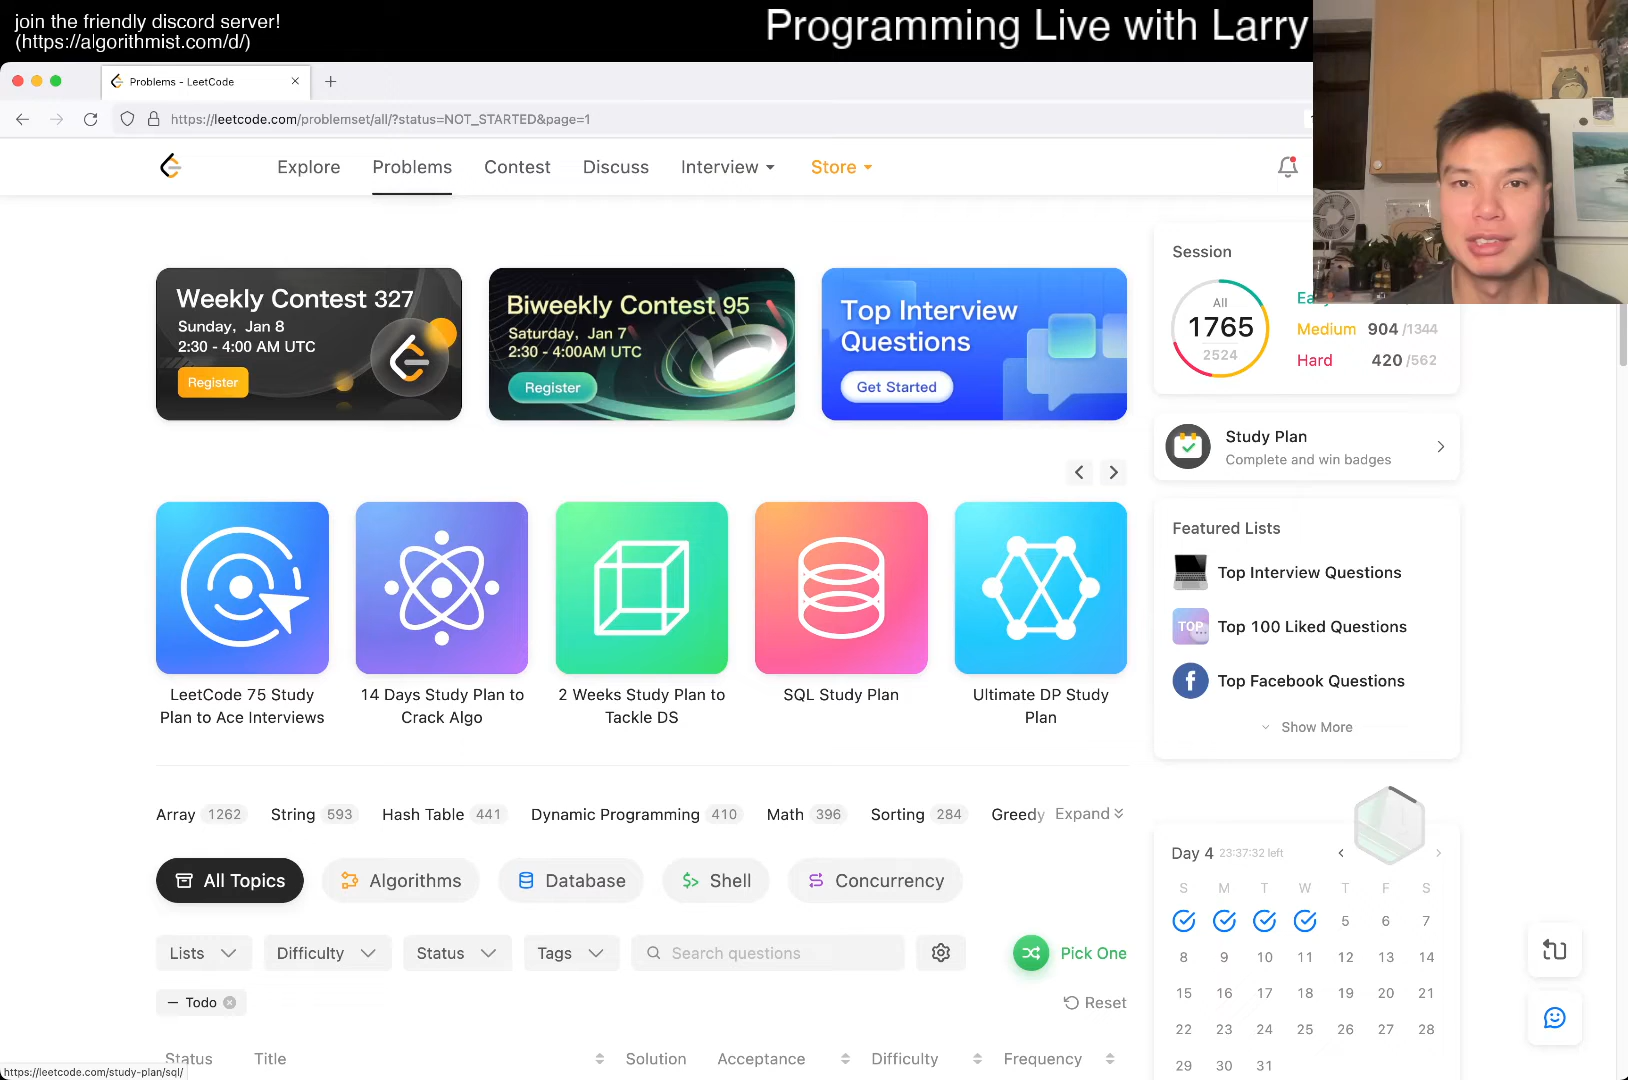 join the friendly discord server!
(https://algorithmist.com/d/)
Programming Live with Larry
Problems - LeetCode
https://leetcode.com/problemset/all/?status=NOT_STARTED&page=1
Explore
Problems
Contest
Discuss
Interview
Store
Weekly Contest 327
Sunday, Jan 8
2:30 - 4:00 AM UTC
Register
Biweekly Contest 95
Saturday, Jan 7
2:30 - 4:00AM UTC
Register
Top Interview
Questions
Get Started
Session
All
1765
2524
Medium 904 /1344
Hard 420 /562
Study Plan
Complete and win badges
Featured Lists
Top Interview Questions
TOP
Top 100 Liked Questions
Top Facebook Questions
Show More
LeetCode 75 Study
Plan to Ace Interviews
14 Days Study Plan to
Crack Algo
2 Weeks Study Plan to
Tackle DS
SQL Study Plan
Ultimate DP Study
Plan
Array 1262 String 593 Hash Table 441 Dynamic Programming 410 Math 396 Sorting 284 Greedy Expand
All Topics
Algorithms
Database
Shell
Concurrency
Lists
Difficulty
Status
Tags
Search questions
Pick One
Todo
Reset
Status Title Solution Acceptance Difficulty Frequency
Day 4 23:37:32 left
S M T W T F S
5 6 7
8 9 10 11 12 13 14
15 16 17 18 19 20 21
22 23 24 25 26 27 28
29 30 31
https://leetcode.com/study-plan/sql/